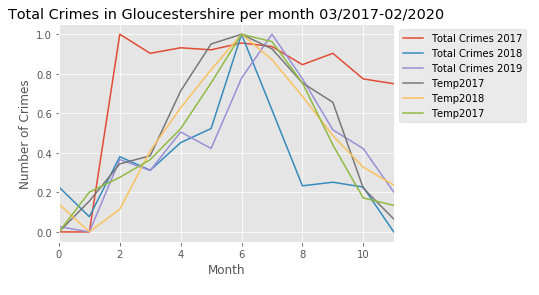 Total Crimes in Gloucestershire per month 03/2017-02/2020
1.0
0.8
0.6
0.4
0.2
0.0
Number of Crimes
0 2 4 6 8 10
Month
Total Crimes 2017
Total Crimes 2018
Total Crimes 2019
Temp2017
Temp2018
Temp2017